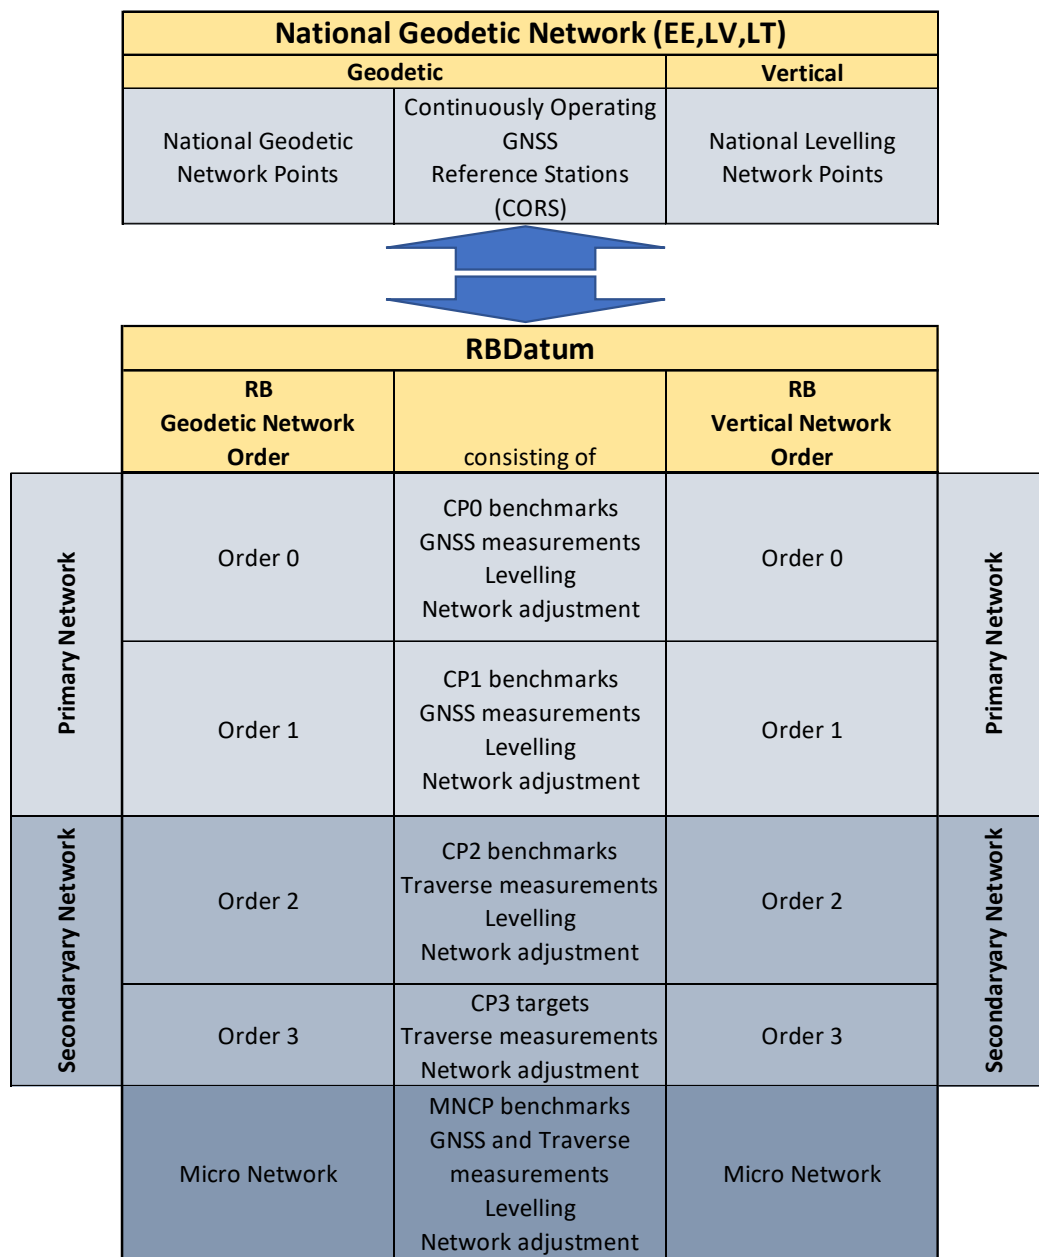 National Geodetic Network (EE,LV,LT)
Geodetic
Vertical
National Geodetic
Network Points
Continuously Operating
GNSS
Reference Stations
(CORS)
National Levelling
Network Points
RBDatum
RB
Geodetic Network
Order
consisting of
RB
Vertical Network
Order
Primary Network
Order 0
CP0 benchmarks
GNSS measurements
Levelling
Network adjustment
Order 0
Primary Network
Order 1
CP1 benchmarks
GNSS measurements
Levelling
Network adjustment
Order 1
Secondaryary Network
Order 2
CP2 benchmarks
Traverse measurements
Levelling
Network adjustment
Order 2
Secondaryary Network
Order 3
CP3 targets
Traverse measurements
Network adjustment
Order 3
Micro Network
MNCP benchmarks
GNSS and Traverse
measurements
Levelling
Network adjustment
Micro Network